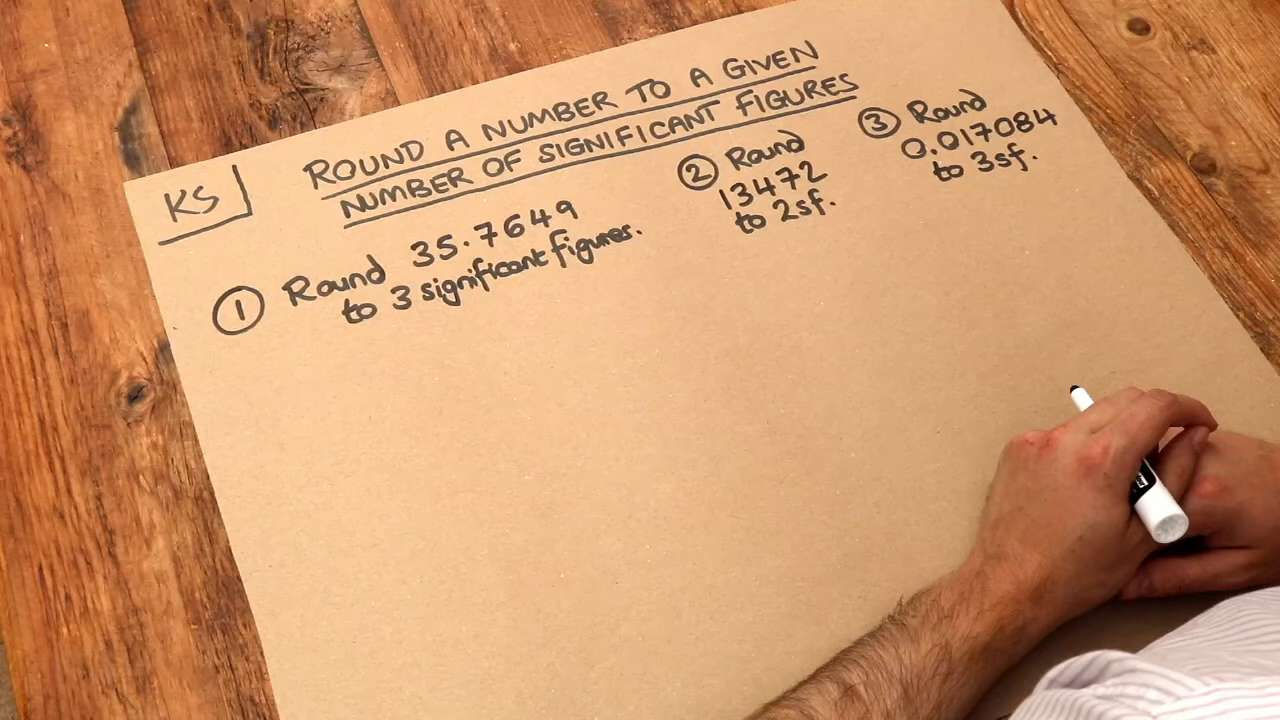 KS
ROUND A NUMBER TO A GIVEN
NUMBER OF SIGNIFICANT FIGURES
① Round 35.7649
to 3 significant figures.
② Round
13472
to 2sf.
③ Round
0.017084
to 3sf.